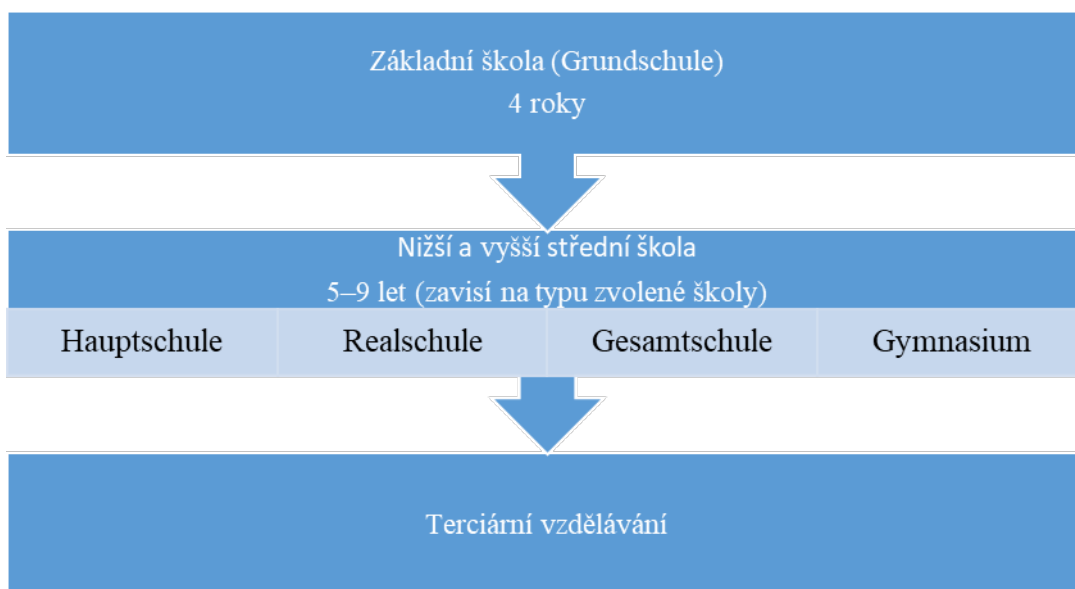 Základní škola (Grundschule)
4 roky
Nižší a vyšší střední škola
5–9 let (zavisí na typu zvolené školy)
Hauptschule Realschule Gesamtschule Gymnasium
Terciární vzdělávání